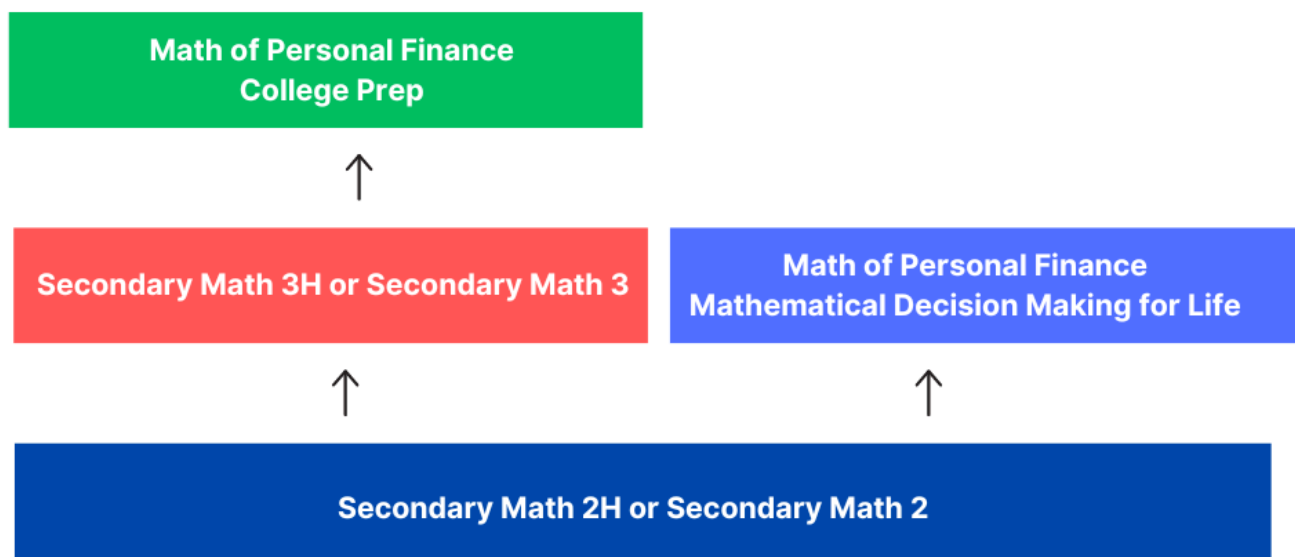 Math of Personal Finance
College Prep
Secondary Math 3H or Secondary Math 3
Math of Personal Finance
Mathematical Decision Making for Life
Secondary Math 2H or Secondary Math 2